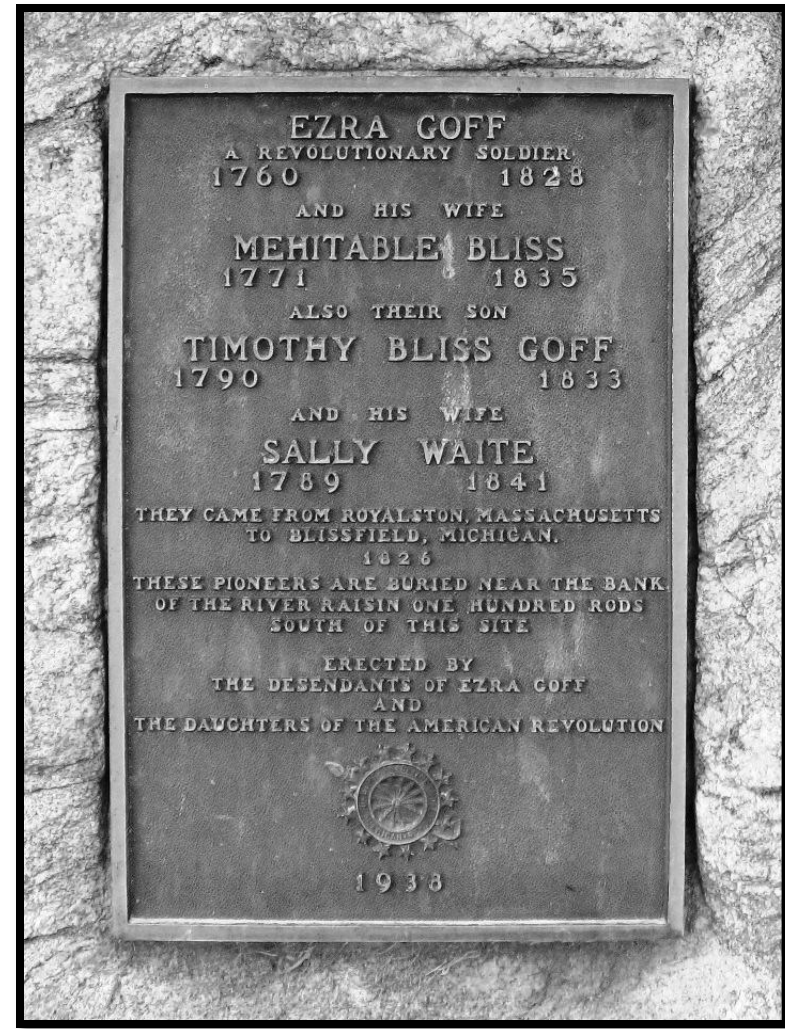 EZRA GOFF
A REVOLUTIONARY SOLDIER
1760 1828
AND HIS WIFE
MEHITABLE BLISS
1771 1835
ALSO THEIR SON
TIMOTHY BLISS GOFF
1790 1833
AND HIS WIFE
SALLY WAITE
1789 1841
THEY CAME FROM ROYALSTON, MASSACHUSETTS
TO BLISSFIELD, MICHIGAN.
1826
THESE PIONEERS ARE BURIED NEAR THE BANK
OF THE RIVER RAISIN ONE HUNDRED RODS
SOUTH OF THIS SITE
ERECTED BY
THE DESENDANTS OF EZRA GOFF
AND
THE DAUGHTERS OF THE AMERICAN REVOLUTION
1938